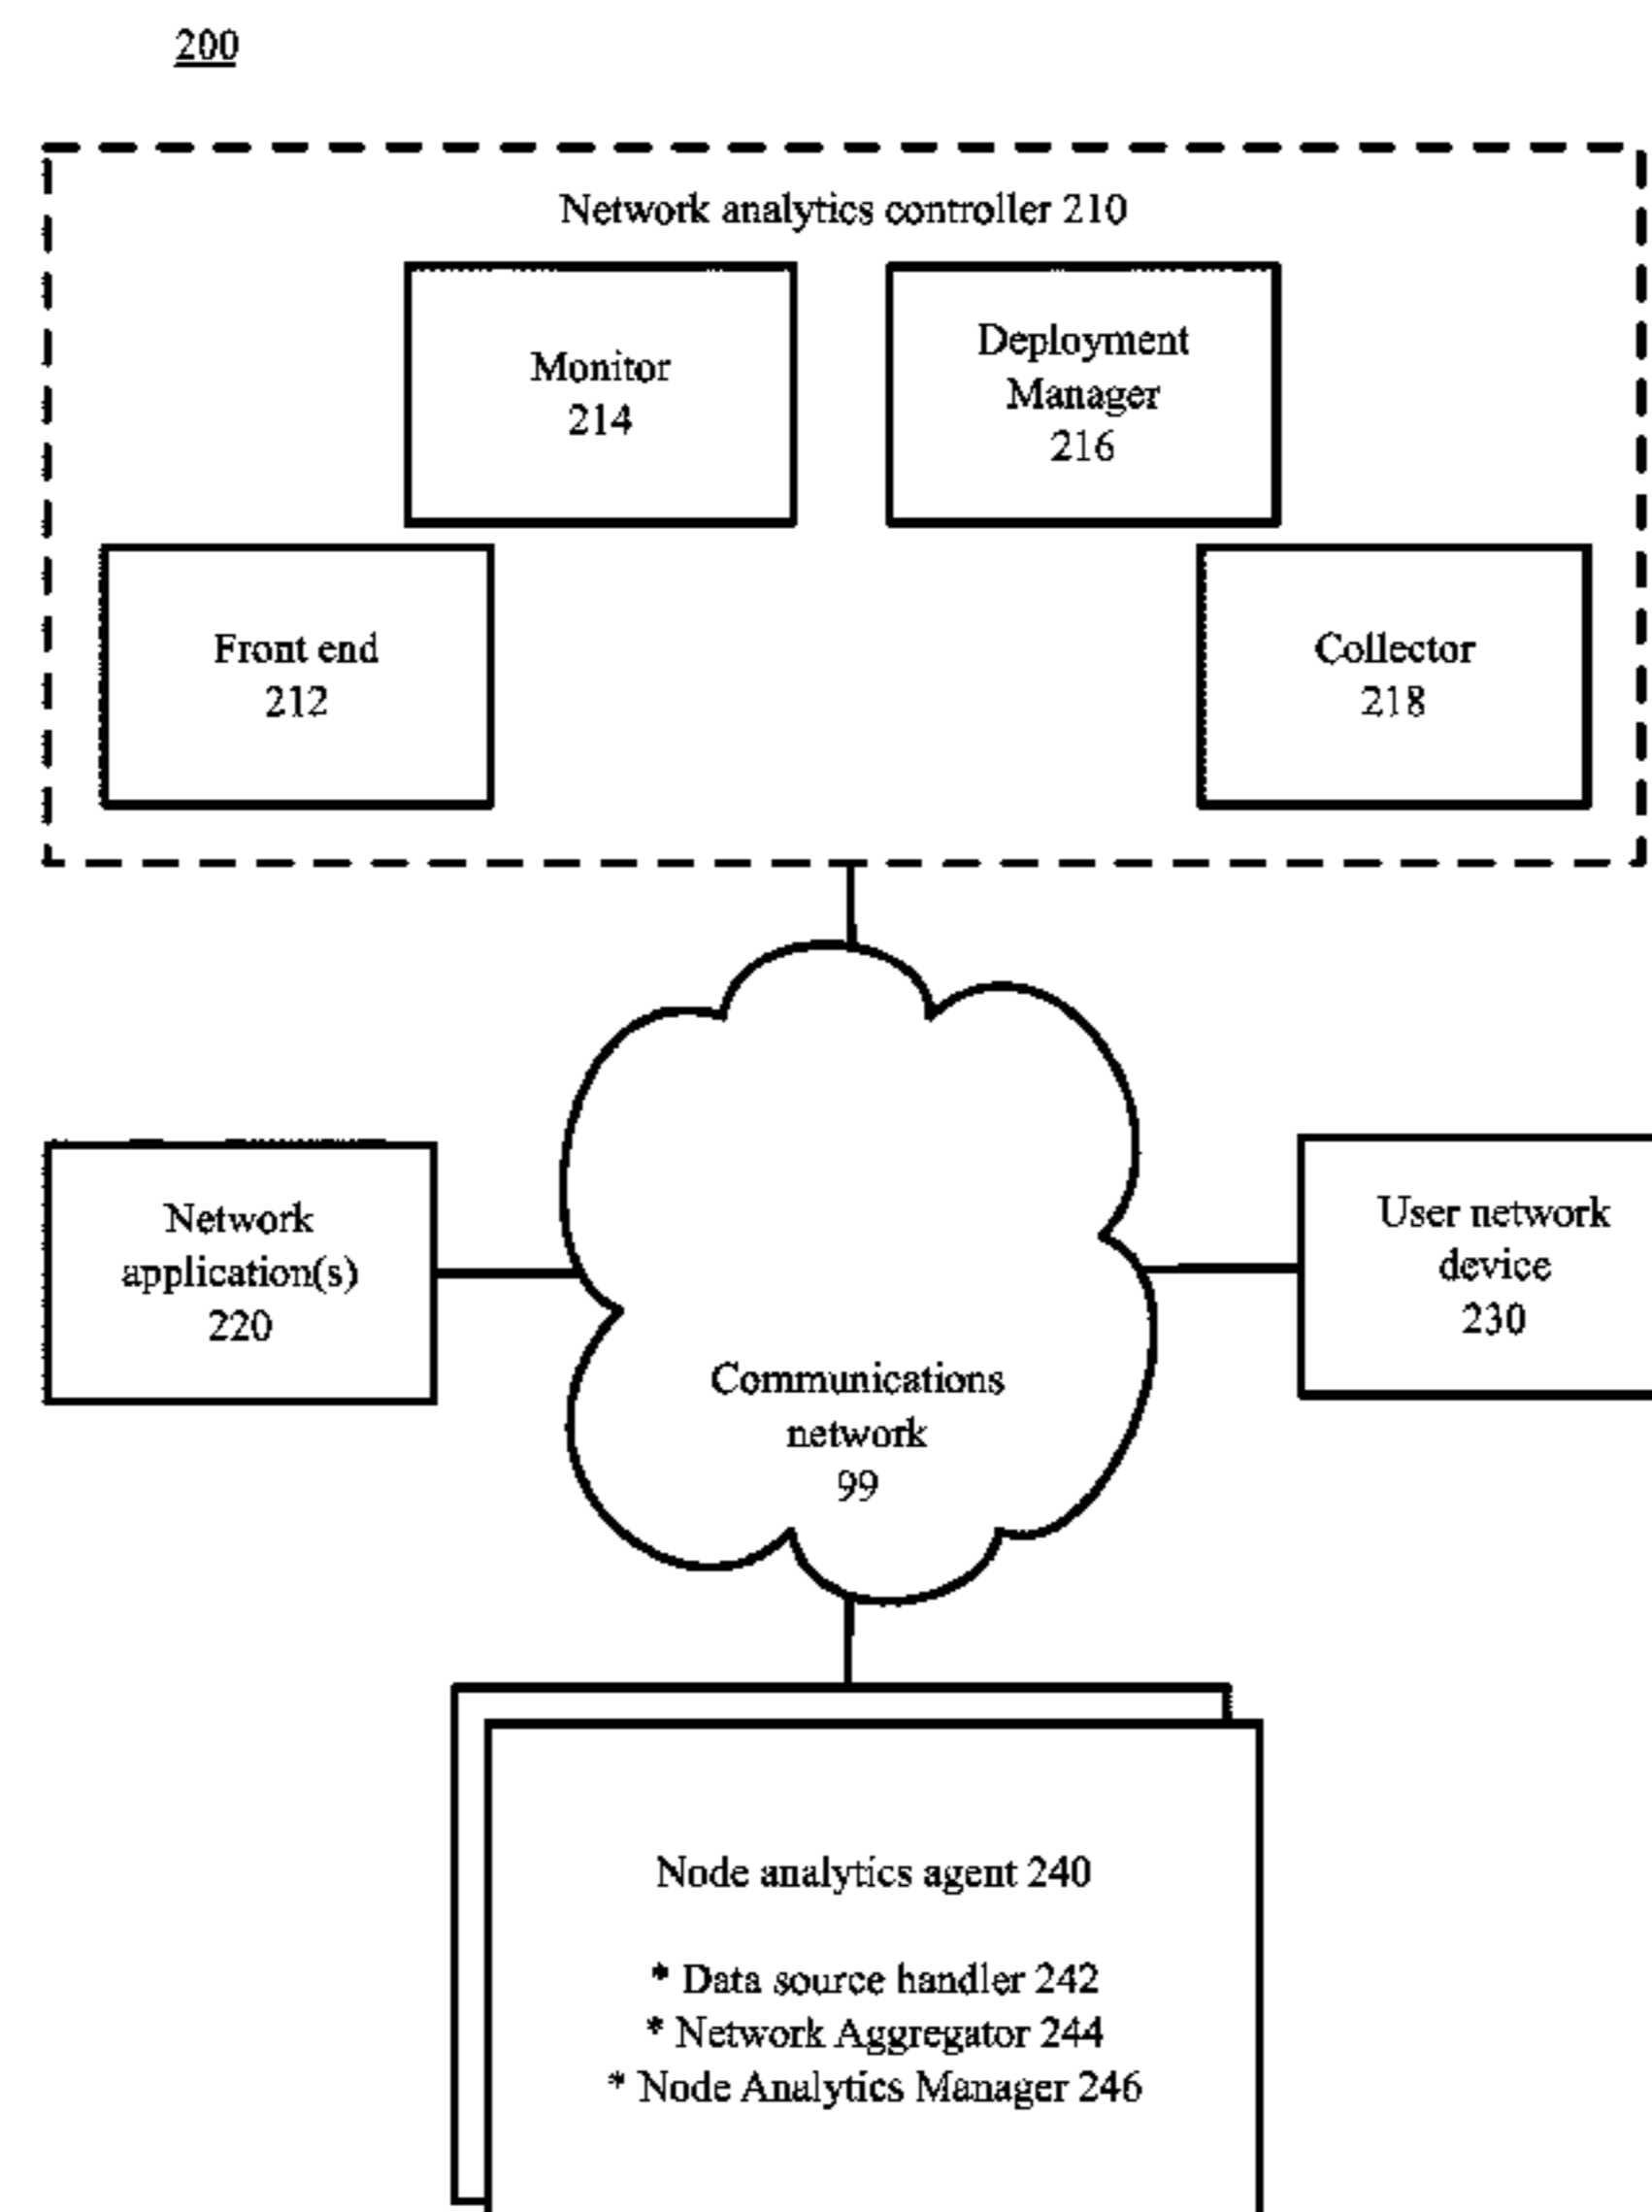 200
Network analytics controller 210
Monitor
214
Deployment
Manager
216
Front end
212
Collector
218
Network
application(s)
220
User network
device
230
Communications
network
99
Node analytics agent 240
* Data source handler 242
* Network Aggregator 244
* Node Analytics Manager 246